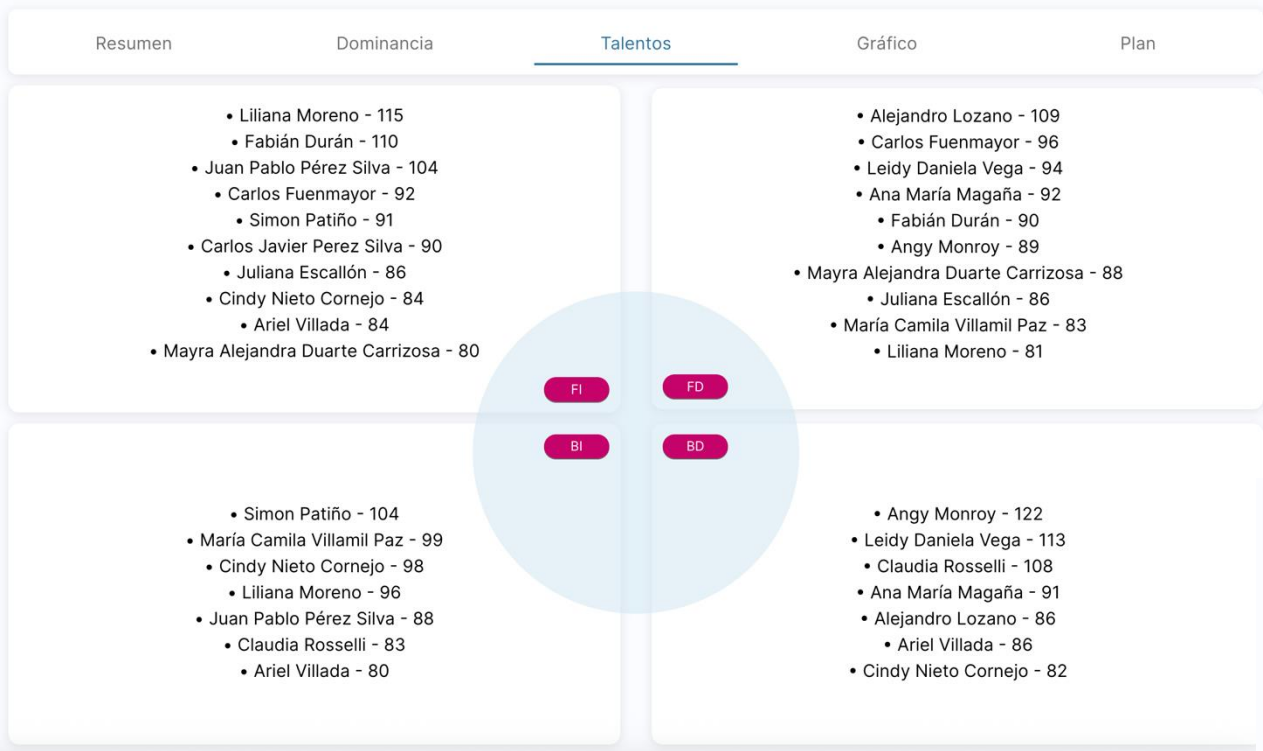 Resumen
Dominancia
Talentos
Gráfico
Plan
• Liliana Moreno - 115
• Fabián Durán - 110
• Juan Pablo Pérez Silva - 104
• Carlos Fuenmayor - 92
• Simon Patiño - 91
• Carlos Javier Perez Silva - 90
• Juliana Escallón - 86
• Cindy Nieto Cornejo - 84
• Ariel Villada - 84
• Mayra Alejandra Duarte Carrizosa - 80
FI
• Alejandro Lozano - 109
• Carlos Fuenmayor - 96
• Leidy Daniela Vega - 94
• Ana María Magaña - 92
• Fabián Durán - 90
• Angy Monroy - 89
• Mayra Alejandra Duarte Carrizosa - 88
• Juliana Escallón - 86
• María Camila Villamil Paz - 83
• Liliana Moreno - 81
FD
BI
• Simon Patiño - 104
• María Camila Villamil Paz - 99
• Cindy Nieto Cornejo - 98
• Liliana Moreno - 96
• Juan Pablo Pérez Silva - 88
• Claudia Rosselli - 83
• Ariel Villada - 80
BD
• Angy Monroy - 122
• Leidy Daniela Vega - 113
• Claudia Rosselli - 108
• Ana María Magaña - 91
• Alejandro Lozano - 86
• Ariel Villada - 86
• Cindy Nieto Cornejo - 82